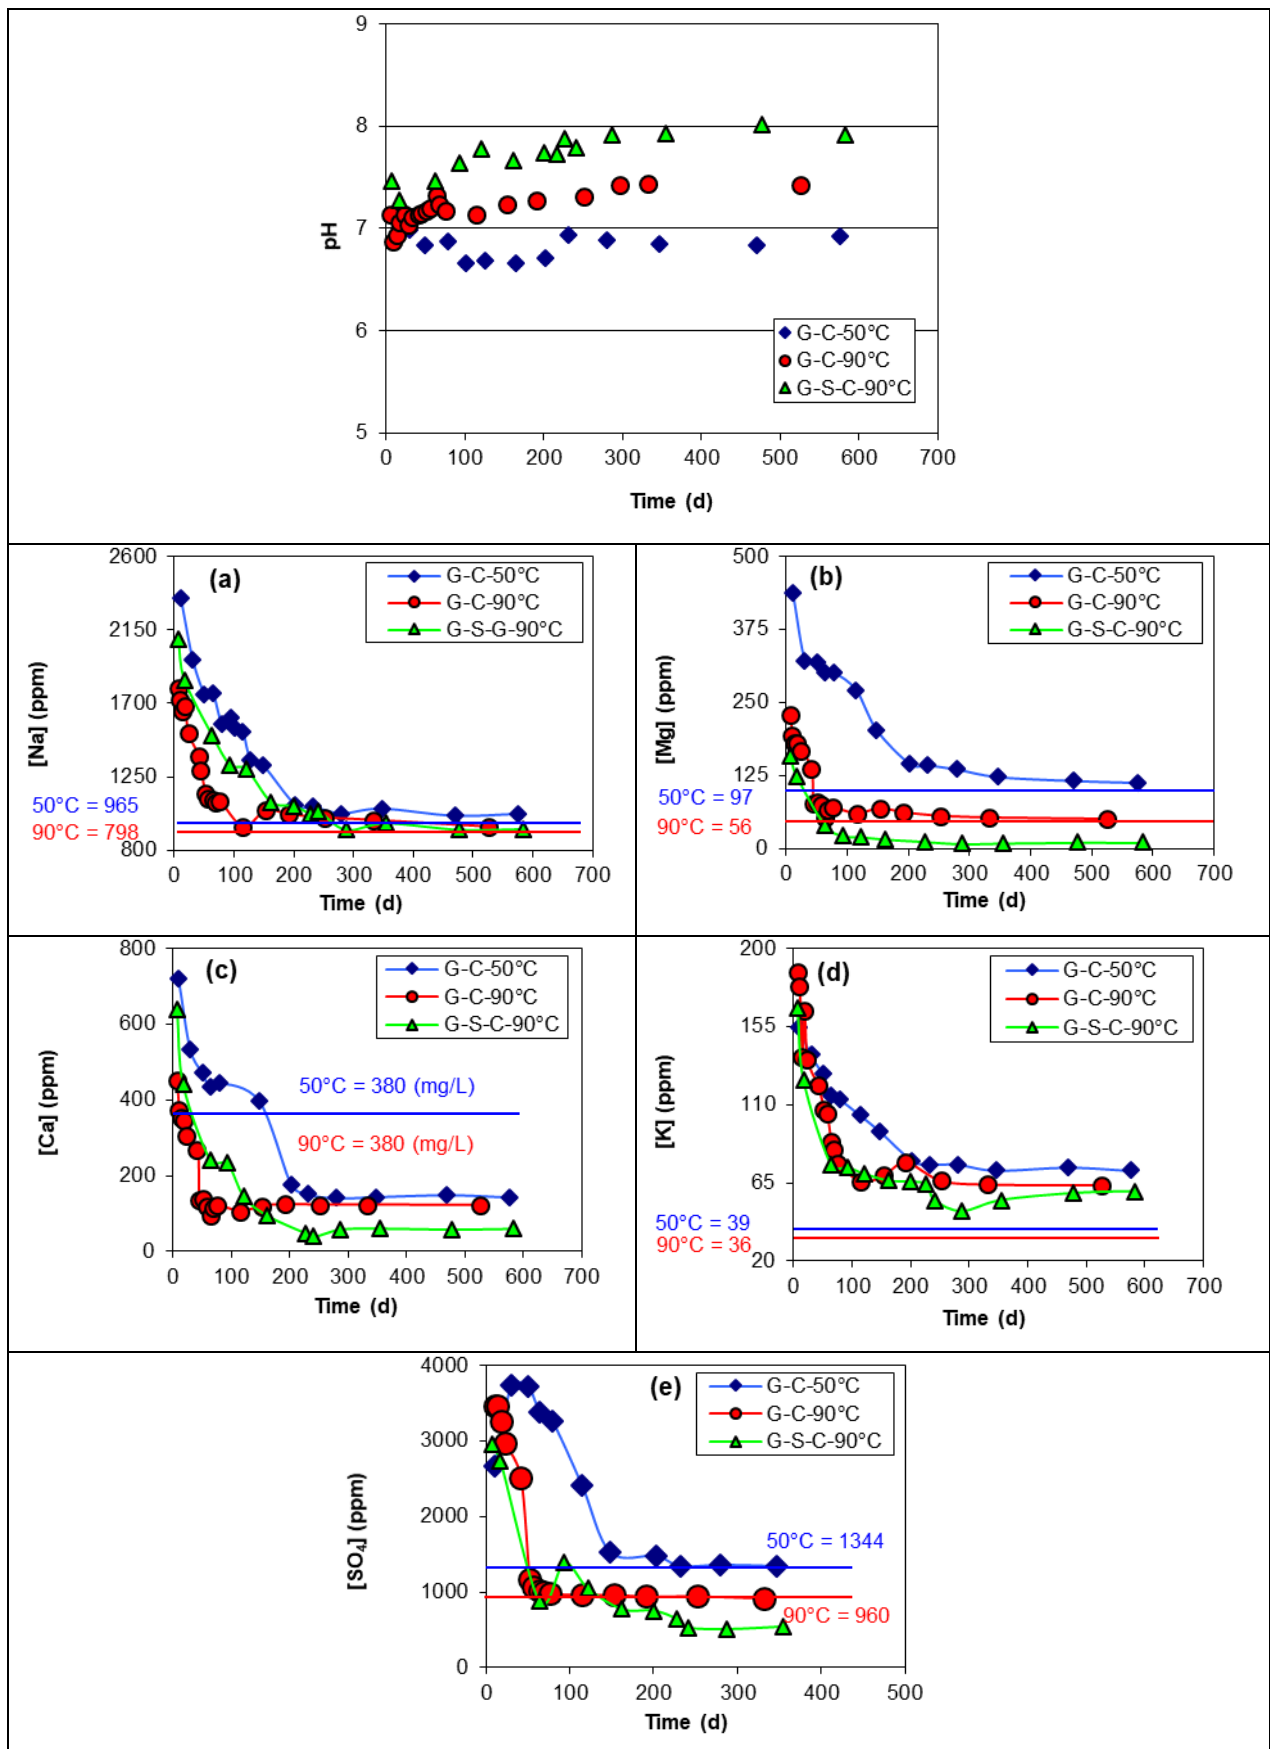 9
8
7
6
5
pH
G-C-50°C
G-C-90°C
G-S-C-90°C
0 100 200 300 400 500 600 700
Time (d)
(a)
2600
2150
1700
1250
800
[Na] (ppm)
G-C-50°C
G-C-90°C
G-S-G-90°C
50°C = 965
90°C = 798
0 100 200 300 400 500 600 700
Time (d)
(b)
500
375
250
125
0
[Mg] (ppm)
G-C-50°C
G-C-90°C
G-S-C-90°C
50°C = 97
90°C = 56
0 100 200 300 400 500 600 700
Time (d)
(c)
800
600
400
200
0
[Ca] (ppm)
G-C-50°C
G-C-90°C
G-S-C-90°C
50°C = 380 (mg/L)
90°C = 380 (mg/L)
0 100 200 300 400 500 600 700
Time (d)
(d)
200
155
110
65
20
[K] (ppm)
G-C-50°C
G-C-90°C
G-S-C-90°C
50°C = 39
90°C = 36
0 100 200 300 400 500 600 700
Time (d)
(e)
4000
3000
2000
1000
0
[SO₄] (ppm)
G-C-50°C
G-C-90°C
G-S-C-90°C
50°C = 1344
90°C = 960
0 100 200 300 400 500
Time (d)